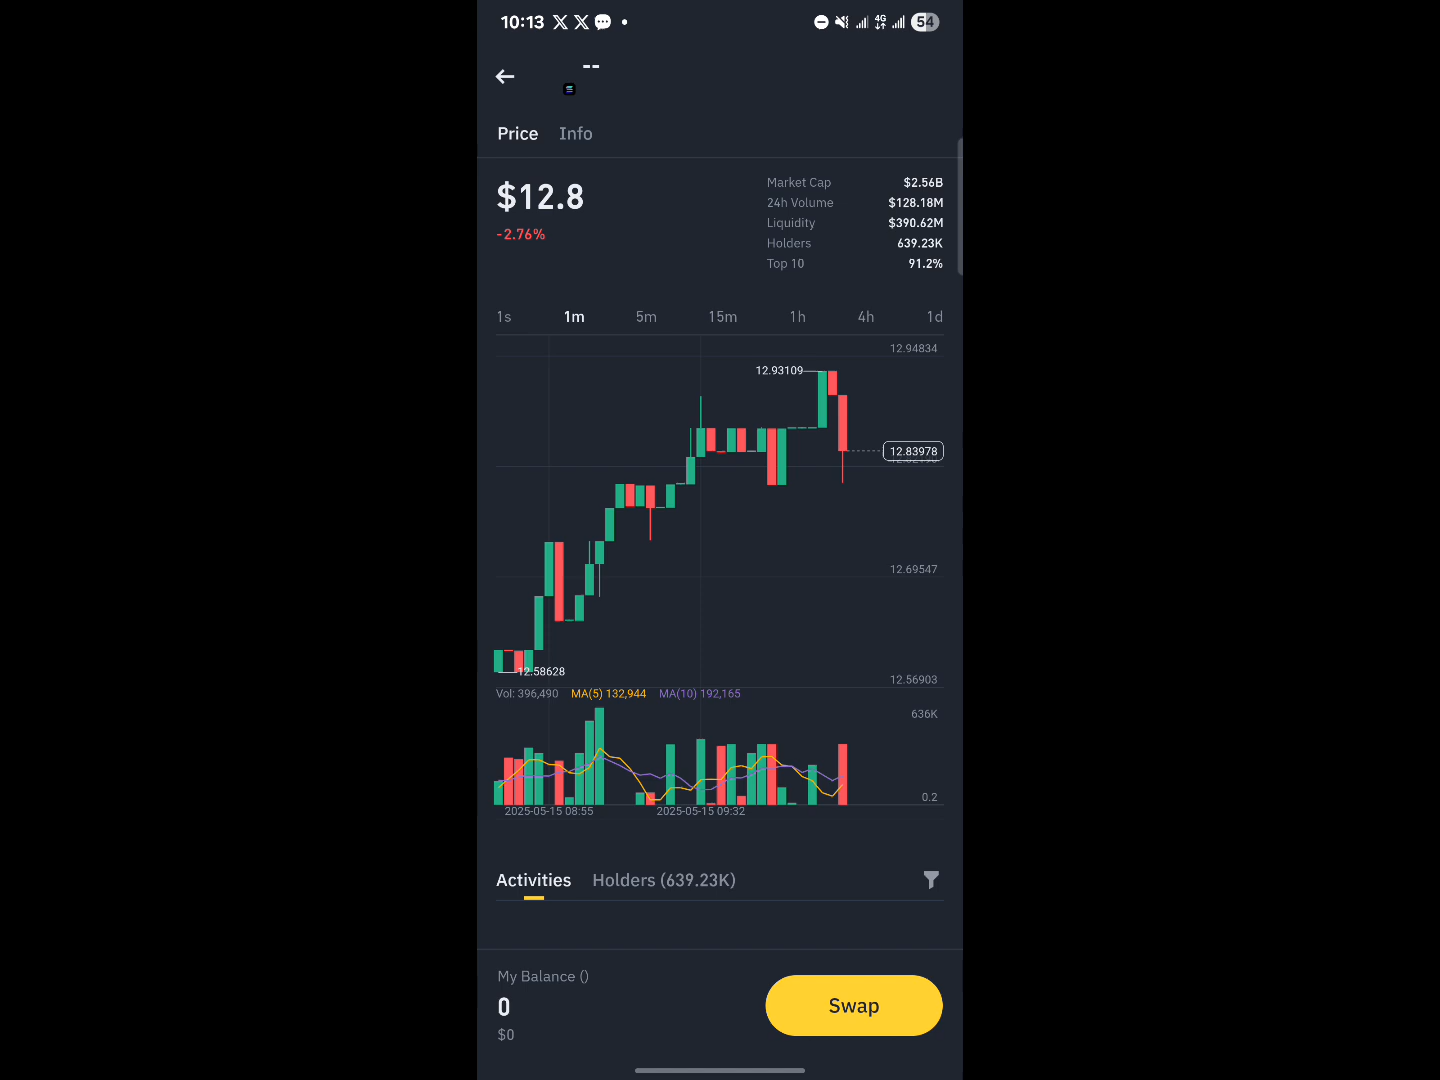 10:13
4G
54
--
Price Info
$12.8
-2.76%
Market Cap $2.56B
24h Volume $128.18M
Liquidity $390.62M
Holders 639.23K
Top 10 91.2%
1s 1m 5m 15m 1h 4h 1d
12.94834
12.93109
12.83978
12.69547
12.58628
12.56903
Vol: 396,490 MA(5) 132,944 MA(10) 192,165
636K
0.2
2025-05-15 08:55 2025-05-15 09:32
Activities Holders (639.23K)
My Balance ()
0
$0
Swap